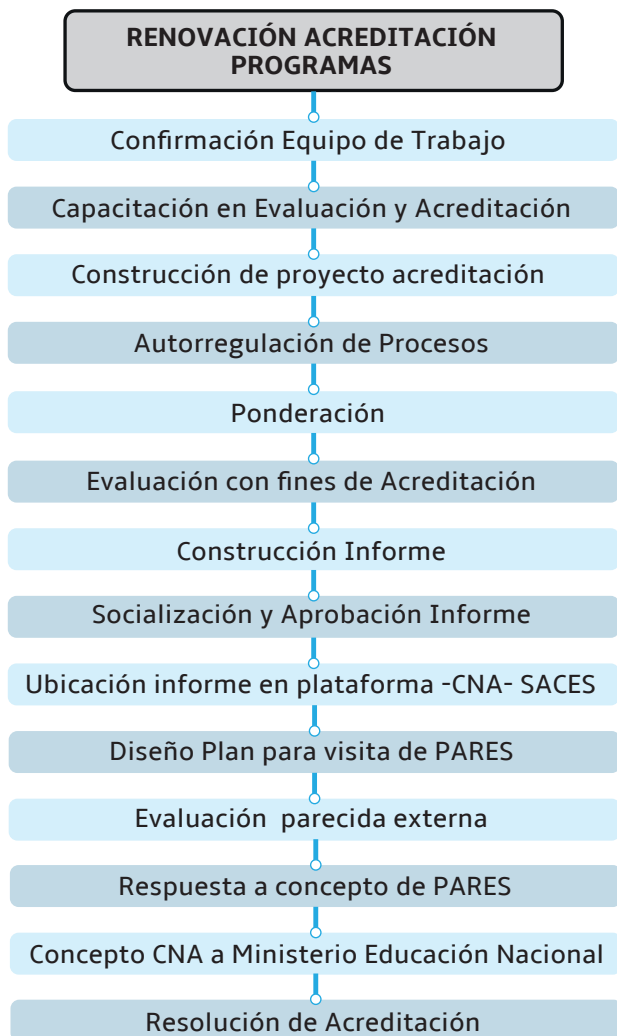 RENOVACIÓN ACREDITACIÓN
PROGRAMAS
Confirmación Equipo de Trabajo
Capacitación en Evaluación y Acreditación
Construcción de proyecto acreditación
Autorregulación de Procesos
Ponderación
Evaluación con fines de Acreditación
Construcción Informe
Socialización y Aprobación Informe
Ubicación informe en plataforma -CNA- SACES
Diseño Plan para visita de PARES
Evaluación parecida externa
Respuesta a concepto de PARES
Concepto CNA a Ministerio Educación Nacional
Resolución de Acreditación